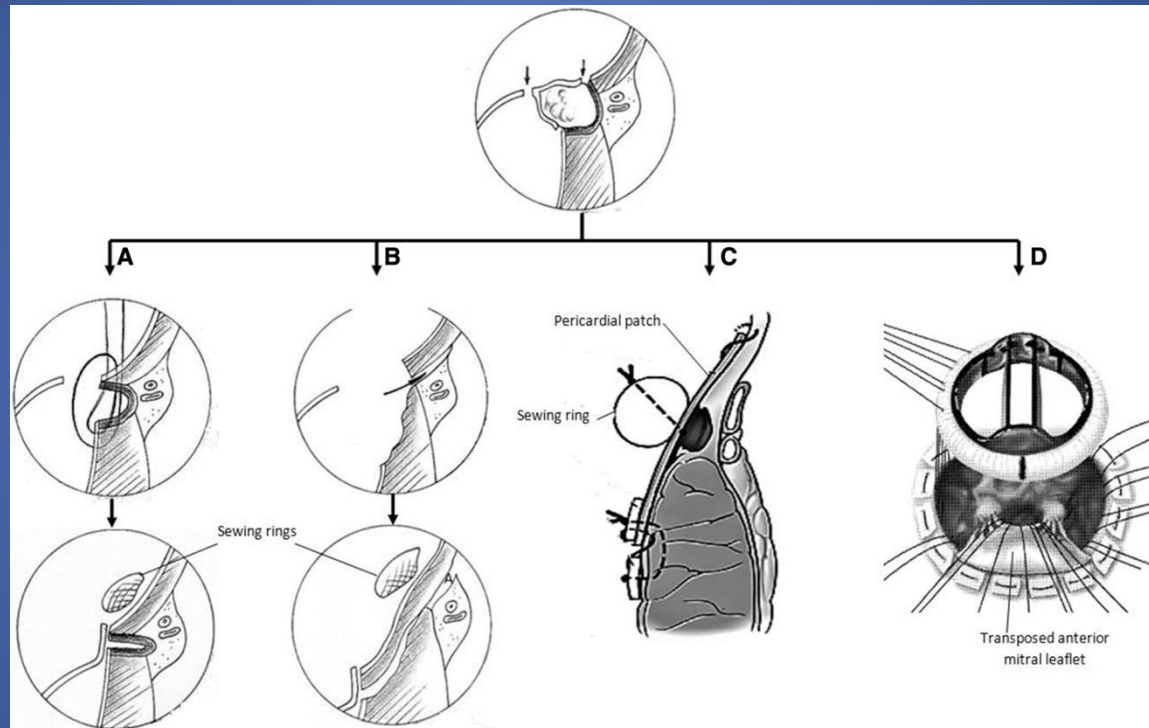 A
B
C
D
Pericardial patch
Sewing ring
Sewing rings
A
Transposed anterior
mitral leaflet